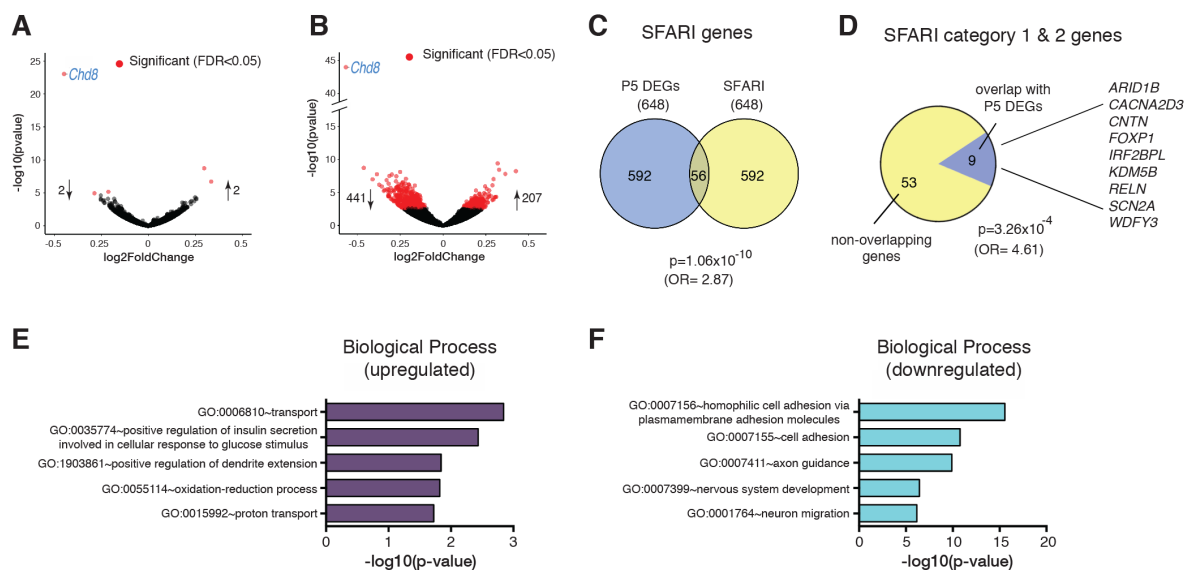 A
Significant (FDR<0.05)
Chd8
25
20
15
10
5
0
-log10(pvalue)
2
2
-0.5
0.25
0
0.25
0.5
log2FoldChange
B
Significant (FDR<0.05)
Chd8
45
40
15
10
5
0
-log10(pvalue)
441
207
-0.5
0.25
0
0.25
0.5
log2FoldChange
C
SFARI genes
P5 DEGs
(648)
SFARI
(648)
592
56
592
p=1.06x10-10
(OR= 2.87)
D
SFARI category 1 & 2 genes
overlap with
P5 DEGs
9
53
non-overlapping
genes
p=3.26x10-4
(OR= 4.61)
ARID1B
CACNA2D3
CNTN
FOXP1
IRF2BPL
KDM5B
RELN
SCN2A
WDFY3
E
Biological Process
(upregulated)
GO:0006810~transport
GO:0035774~positive regulation of insulin secretion
involved in cellular response to glucose stimulus
GO:1903861~positive regulation of dendrite extension
GO:0055114~oxidation-reduction process
GO:0015992~proton transport
0
1
2
3
-log10(p-value)
F
Biological Process
(downregulated)
GO:0007156~homophilic cell adhesion via
plasmamembrane adhesion molecules
GO:0007155~cell adhesion
GO:0007411~axon guidance
GO:0007399~nervous system development
GO:0001764~neuron migration
0
5
10
15
20
-log10(p-value)